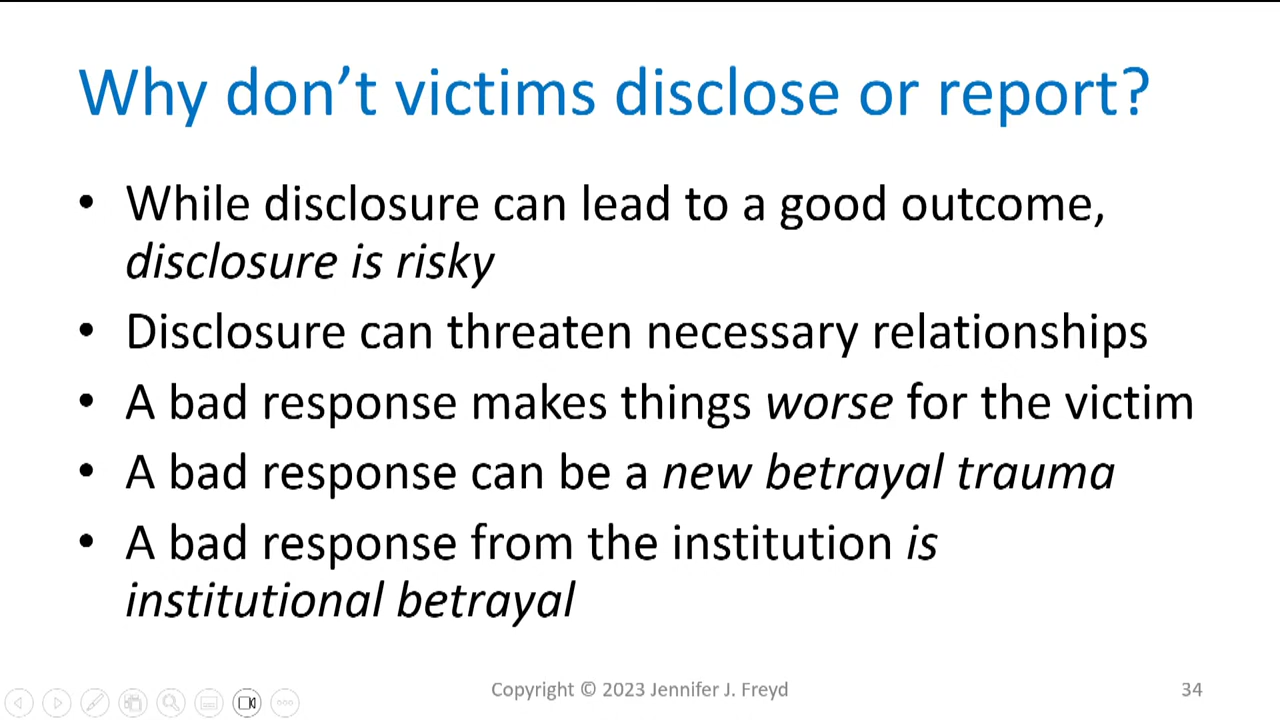 Why don’t victims disclose or report?
• While disclosure can lead to a good outcome,
disclosure is risky
• Disclosure can threaten necessary relationships
• A bad response makes things worse for the victim
• A bad response can be a new betrayal trauma
• A bad response from the institution is
institutional betrayal
Copyright © 2023 Jennifer J. Freyd
34